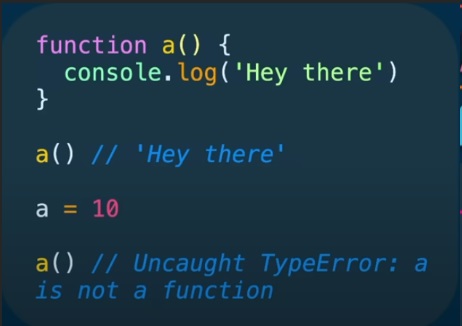 function a() {
  console.log('Hey there')
}
a() // 'Hey there'
a = 10
a() // Uncaught TypeError: a
is not a function